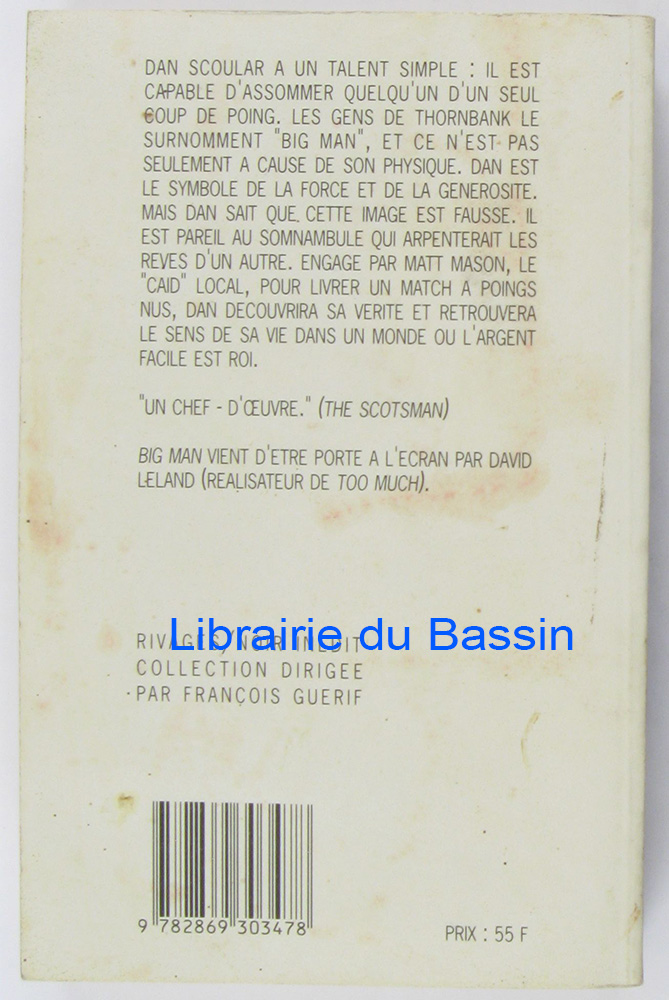 DAN SCOULAR A UN TALENT SIMPLE : IL EST
CAPABLE D'ASSOMMER QUELQU'UN D'UN SEUL
COUP DE POING. LES GENS DE THORNBANK LE
SURNOMMENT "BIG MAN", ET CE N'EST PAS
SEULEMENT A CAUSE DE SON PHYSIQUE. DAN EST
LE SYMBOLE DE LA FORCE ET DE LA GENEROSITE.
MAIS DAN SAIT QUE CETTE IMAGE EST FAUSSE. IL
EST PAREIL AU SOMNAMBULE QUI ARPENTERAIT LES
REVES D'UN AUTRE. ENGAGE PAR MATT MASON, LE
"CAID" LOCAL, POUR LIVRER UN MATCH A POINGS
NUS, DAN DECOUVRIRA SA VERITE ET RETROUVERA
LE SENS DE SA VIE DANS UN MONDE OU L'ARGENT
FACILE EST ROI.
"UN CHEF - D'ŒUVRE." (THE SCOTSMAN)
BIG MAN VIENT D'ETRE PORTE A L'ECRAN PAR DAVID
LELAND (REALISATEUR DE TOO MUCH).
Librairie du Bassin
RIVAGES/NOIR INEDIT
COLLECTION DIRIGEE
PAR FRANÇOIS GUERIF
9 782869 303478
PRIX : 55 F